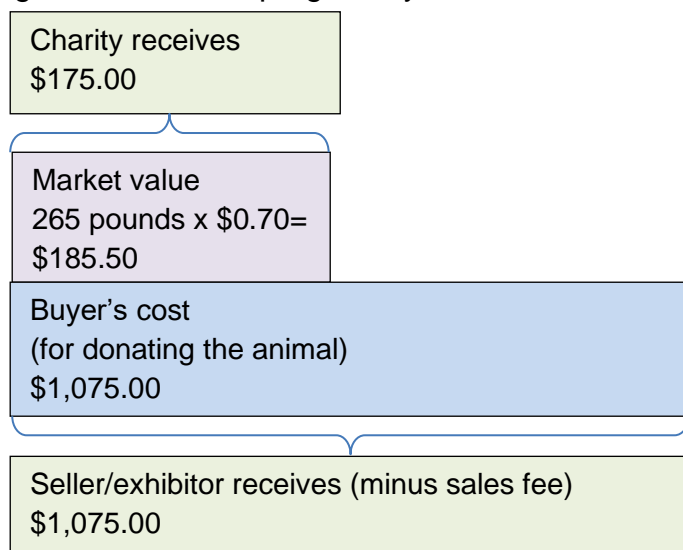 Charity receives
$175.00
Market value
265 pounds x $0.70=
$185.50
Buyer’s cost
(for donating the animal)
$1,075.00
Seller/exhibitor receives (minus sales fee)
$1,075.00